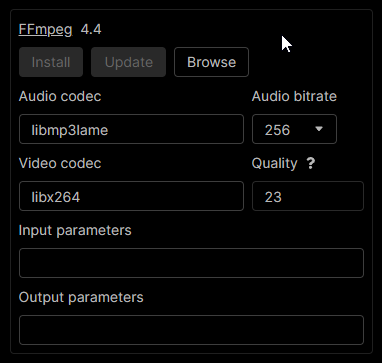 FFmpeg 4.4
Install Update Browse
Audio codec Audio bitrate
libmp3lame 256
Video codec Quality ?
libx264 23
Input parameters
Output parameters